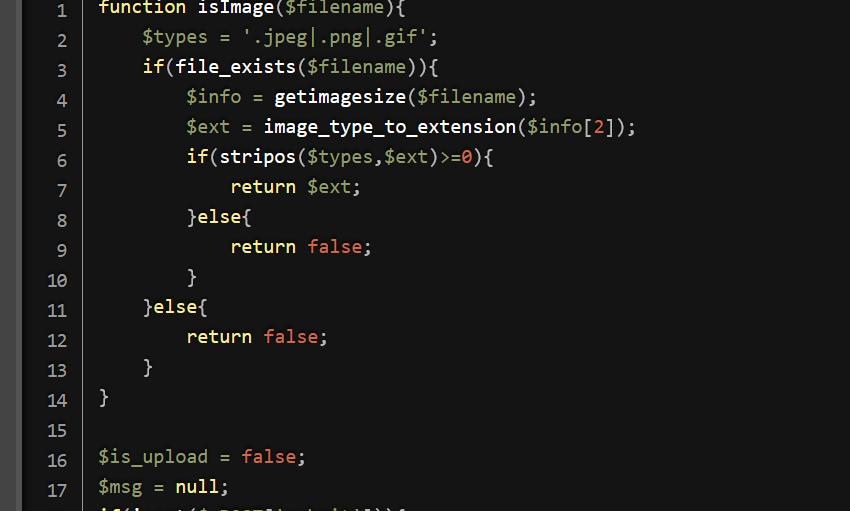 1 function isImage($filename){
2 $types = '.jpeg|.png|.gif';
3 if(file_exists($filename)){
4 $info = getimagesize($filename);
5 $ext = image_type_to_extension($info[2]);
6 if(stripos($types,$ext)>=0){
7 return $ext;
8 }else{
9 return false;
10 }
11 }else{
12 return false;
13 }
14 }
15
16 $is_upload = false;
17 $msg = null;